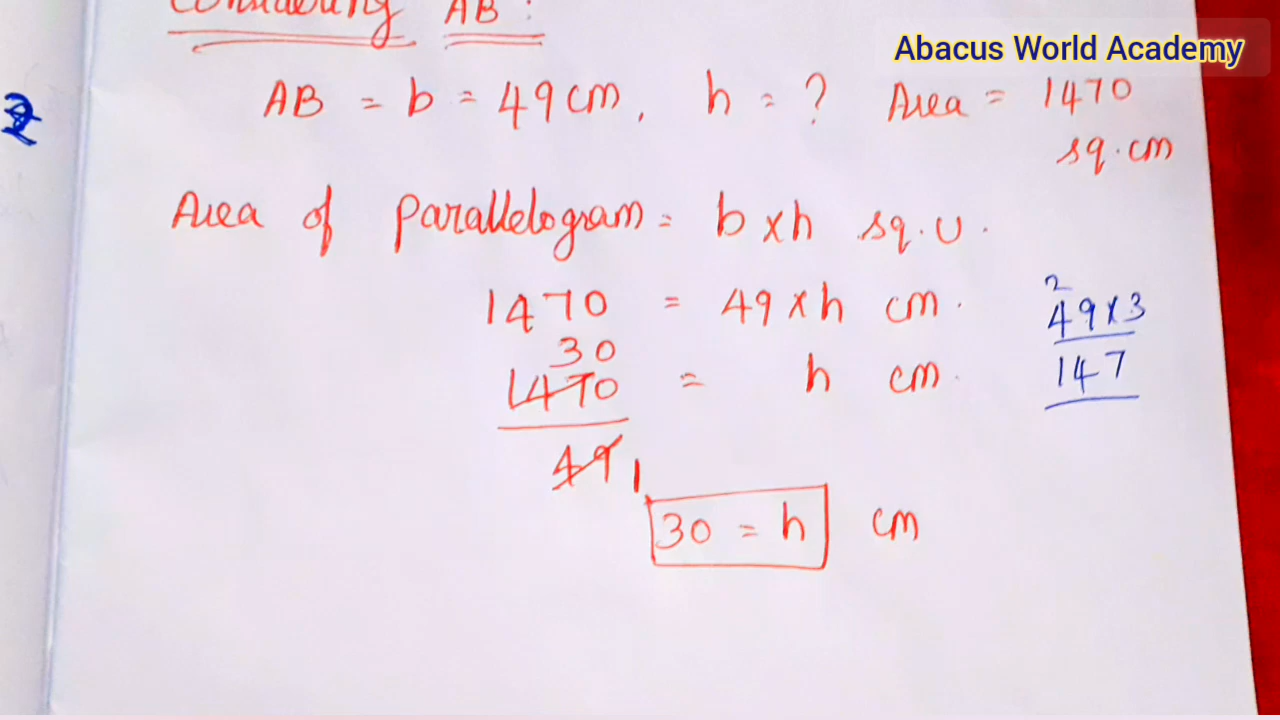 Considering AB :
Abacus World Academy
AB = b = 49 cm, h = ? Area = 1470
sq.cm
Area of parallelogram = b x h sq.u.
1470 = 49 x h cm.
30
1470 = h cm.
49 1
30 = h cm
2
49 x 3
147